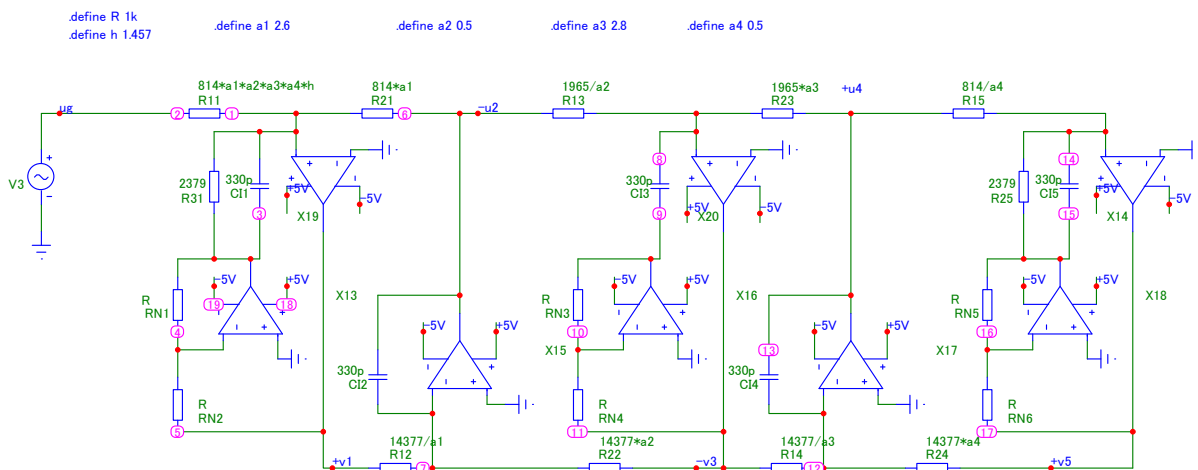 .define R 1k
.define h 1.457
.define a1 2.6
.define a2 0.5
.define a3 2.8
.define a4 0.5
814*a1*a2*a3*a4*h
814*a1
1965/a2
1965*a3
+u4
814/a4
ug
2
R11
1
R21
6
-u2
R13
R23
R15
V3
2379
R31
330p
CI1
3
+5V
-5V
X19
8
330p
CI3
9
+5V
-5V
X20
2379
R25
14
330p
CI5
15
+5V
-5V
X14
-5V
+5V
19
18
X13
R
RN1
4
-5V
+5V
R
RN3
10
X16
-5V
+5V
R
RN5
16
X18
-5V
+5V
330p
CI2
X15
13
330p
CI4
-5V
+5V
X17
R
RN2
5
R
RN4
11
R
RN6
17
+v1
14377/a1
R12
7
14377*a2
R22
-v3
14377/a3
R14
12
14377*a4
R24
+v5